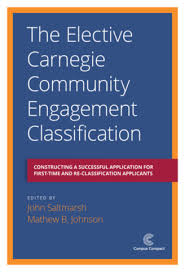 The Elective
Carnegie
Community
Engagement
Classification
CONSTRUCTING A SUCCESSFUL APPLICATION FOR
FIRST-TIME AND RE-CLASSIFICATION APPLICANTS
EDITED BY
John Saltmarsh
Mathew B. Johnson
Campus Compact